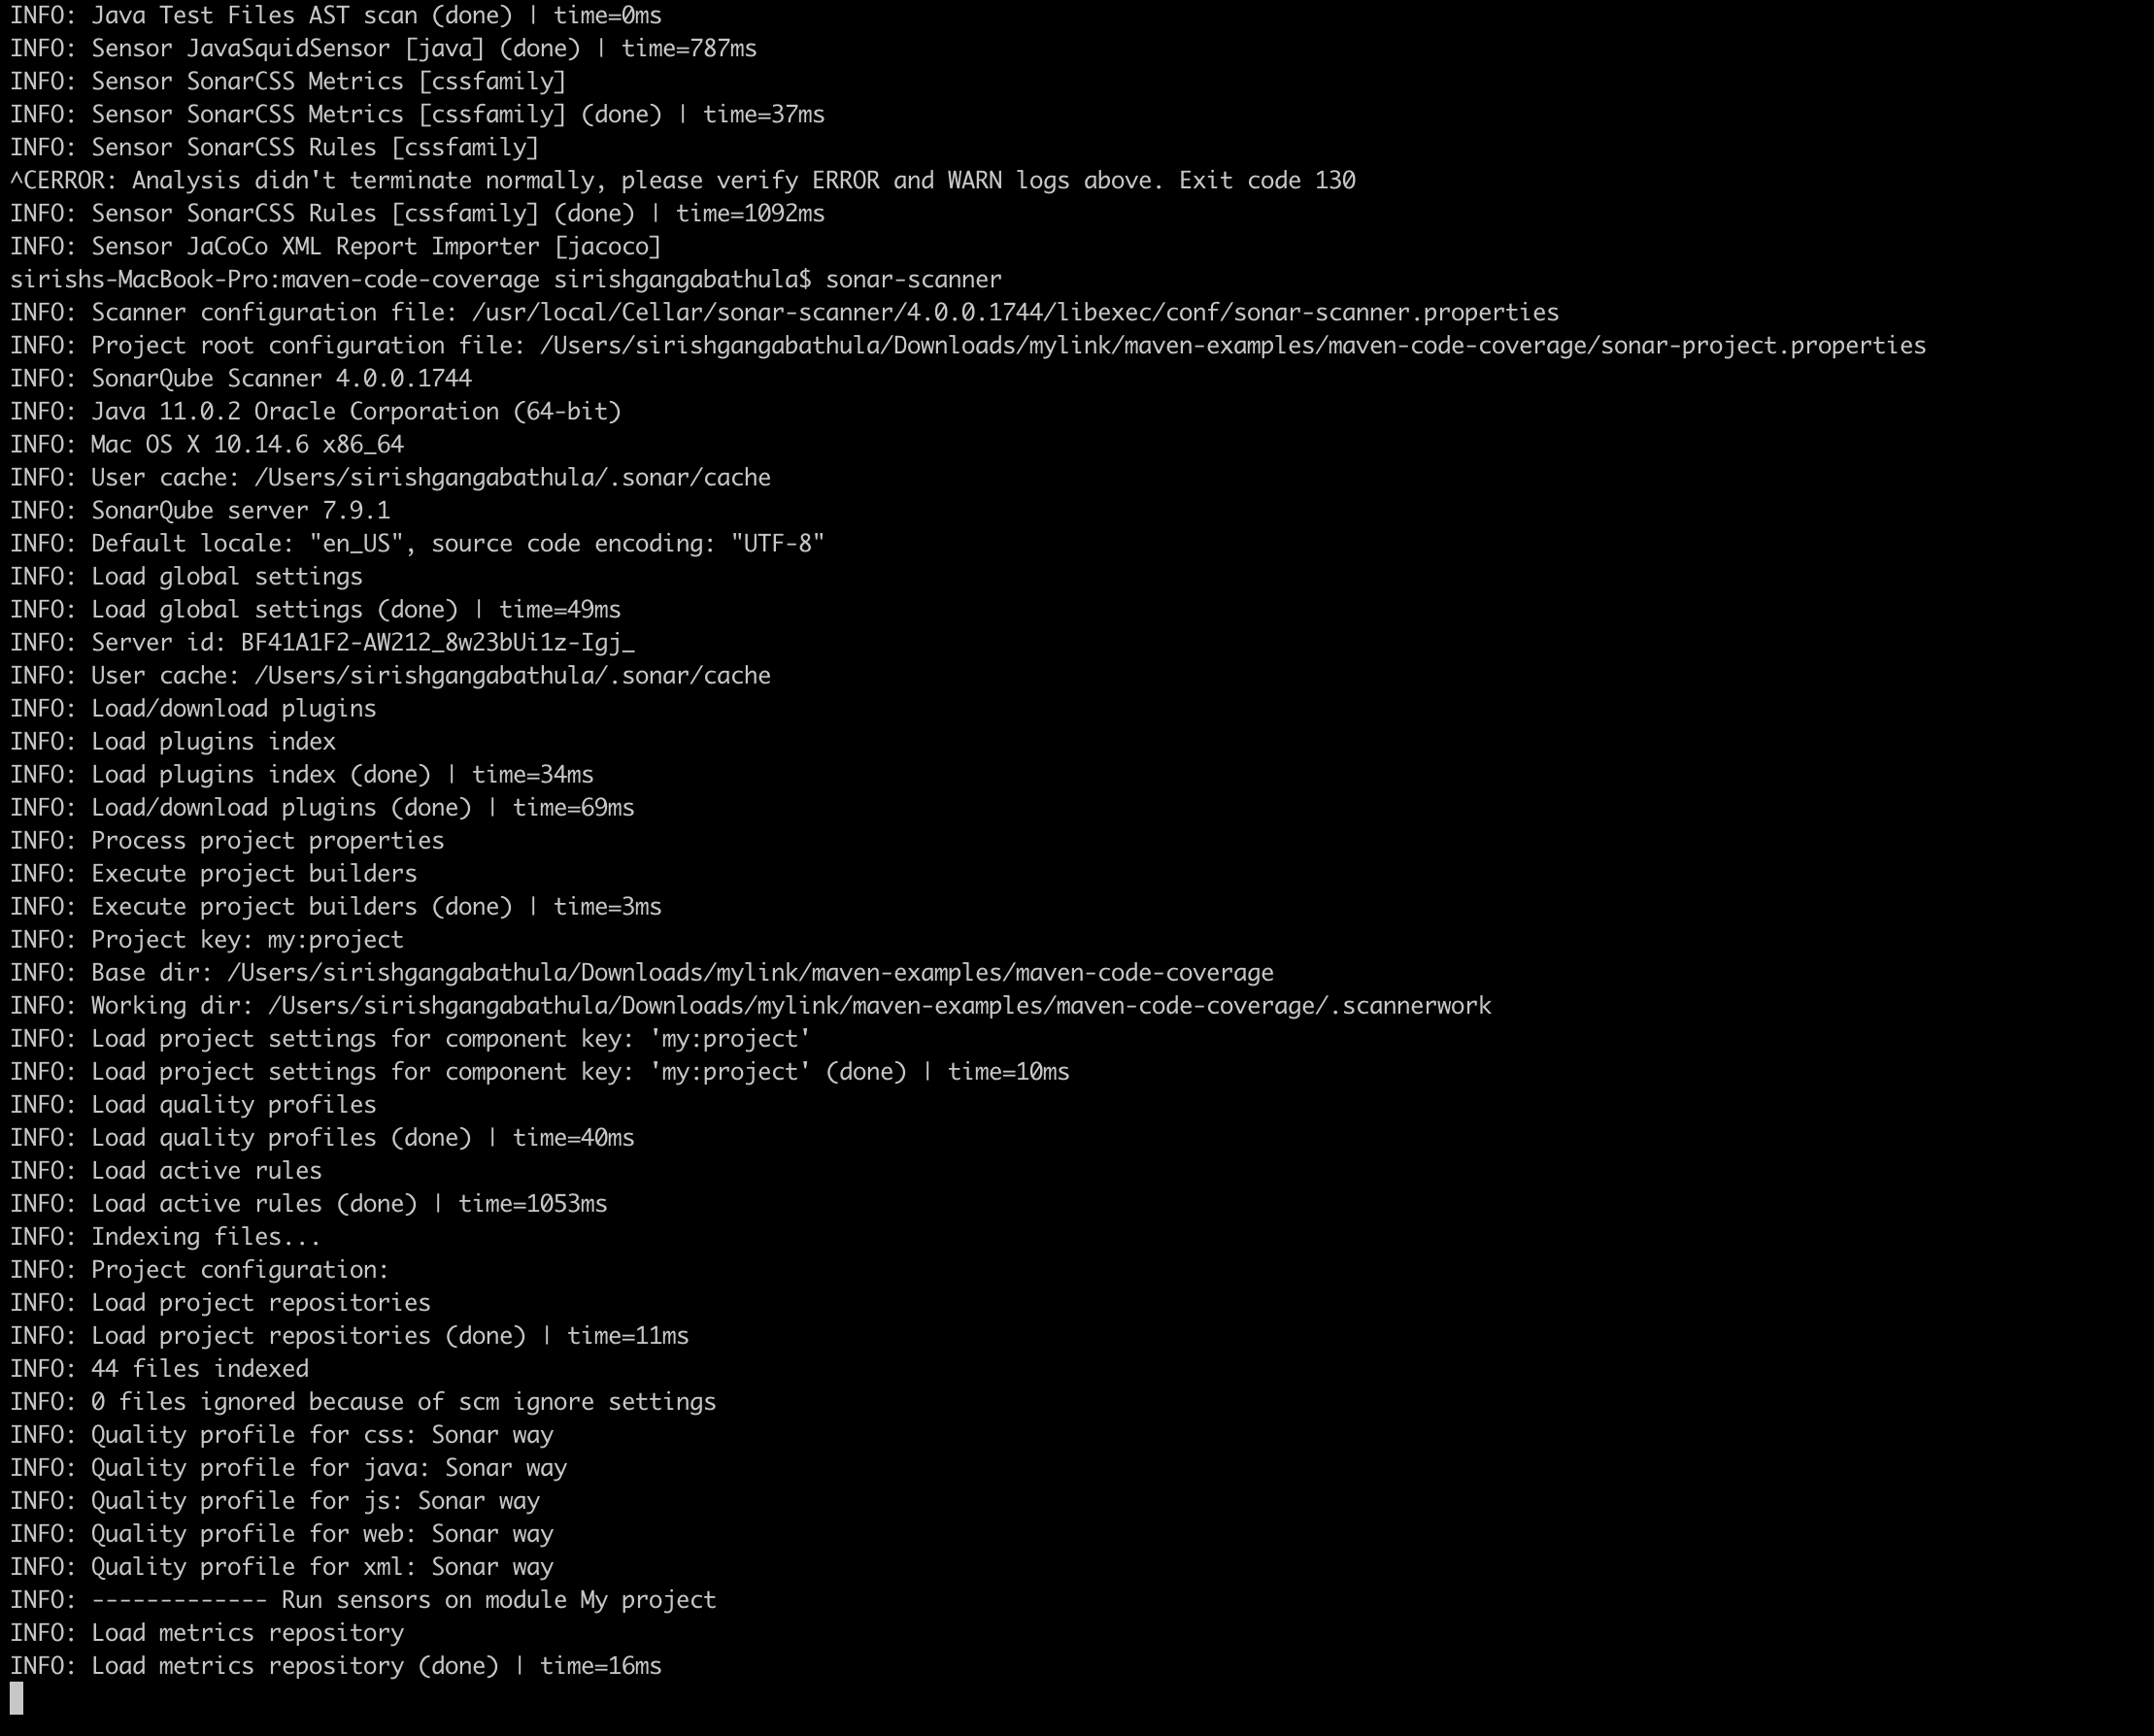 INFO: Java Test Files AST scan (done) | time=0ms
INFO: Sensor JavaSquidSensor [java] (done) | time=787ms
INFO: Sensor SonarCSS Metrics [cssfamily]
INFO: Sensor SonarCSS Metrics [cssfamily] (done) | time=37ms
INFO: Sensor SonarCSS Rules [cssfamily]
^CERROR: Analysis didn't terminate normally, please verify ERROR and WARN logs above. Exit code 130
INFO: Sensor SonarCSS Rules [cssfamily] (done) | time=1092ms
INFO: Sensor JaCoCo XML Report Importer [jacoco]
sirishs-MacBook-Pro:maven-code-coverage sirishgangabathula$ sonar-scanner
INFO: Scanner configuration file: /usr/local/Cellar/sonar-scanner/4.0.0.1744/libexec/conf/sonar-scanner.properties
INFO: Project root configuration file: /Users/sirishgangabathula/Downloads/mylink/maven-examples/maven-code-coverage/sonar-project.properties
INFO: SonarQube Scanner 4.0.0.1744
INFO: Java 11.0.2 Oracle Corporation (64-bit)
INFO: Mac OS X 10.14.6 x86_64
INFO: User cache: /Users/sirishgangabathula/.sonar/cache
INFO: SonarQube server 7.9.1
INFO: Default locale: "en_US", source code encoding: "UTF-8"
INFO: Load global settings
INFO: Load global settings (done) | time=49ms
INFO: Server id: BF41A1F2-AW212_8w23bUi1z-Igj_
INFO: User cache: /Users/sirishgangabathula/.sonar/cache
INFO: Load/download plugins
INFO: Load plugins index
INFO: Load plugins index (done) | time=34ms
INFO: Load/download plugins (done) | time=69ms
INFO: Process project properties
INFO: Execute project builders
INFO: Execute project builders (done) | time=3ms
INFO: Project key: my:project
INFO: Base dir: /Users/sirishgangabathula/Downloads/mylink/maven-examples/maven-code-coverage
INFO: Working dir: /Users/sirishgangabathula/Downloads/mylink/maven-examples/maven-code-coverage/.scannerwork
INFO: Load project settings for component key: 'my:project'
INFO: Load project settings for component key: 'my:project' (done) | time=10ms
INFO: Load quality profiles
INFO: Load quality profiles (done) | time=40ms
INFO: Load active rules
INFO: Load active rules (done) | time=1053ms
INFO: Indexing files...
INFO: Project configuration:
INFO: Load project repositories
INFO: Load project repositories (done) | time=11ms
INFO: 44 files indexed
INFO: 0 files ignored because of scm ignore settings
INFO: Quality profile for css: Sonar way
INFO: Quality profile for java: Sonar way
INFO: Quality profile for js: Sonar way
INFO: Quality profile for web: Sonar way
INFO: Quality profile for xml: Sonar way
INFO: ------------- Run sensors on module My project
INFO: Load metrics repository
INFO: Load metrics repository (done) | time=16ms